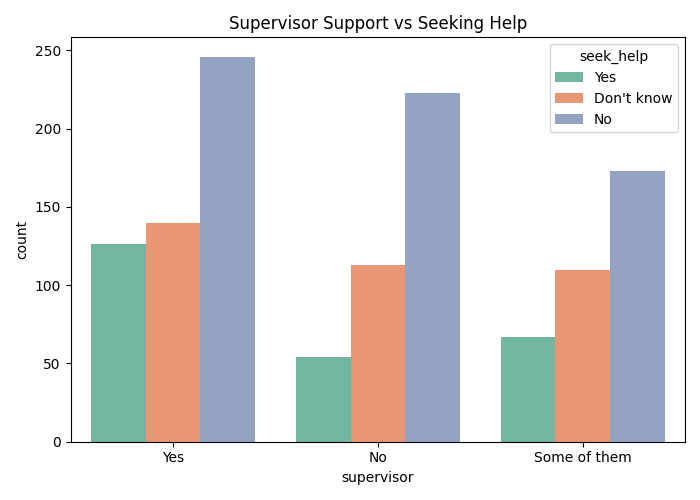 Supervisor Support vs Seeking Help
seek_help
Yes
Don't know
No
count
250
200
150
100
50
0
Yes No Some of them
supervisor